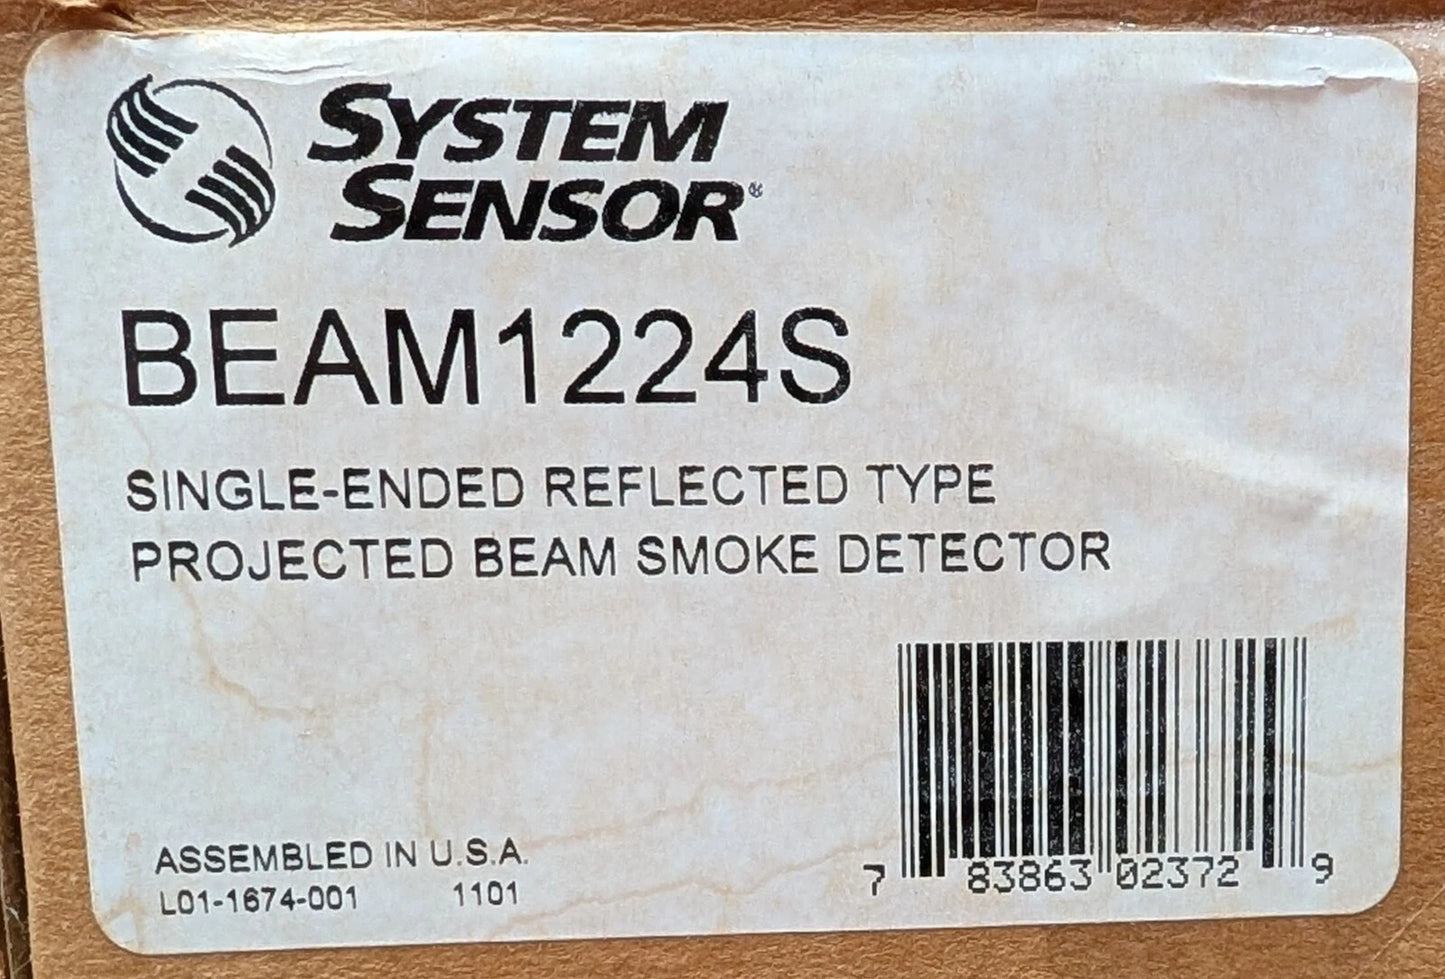 SYSTEM
SENSOR®
BEAM1224S
SINGLE-ENDED REFLECTED TYPE
PROJECTED BEAM SMOKE DETECTOR
ASSEMBLED IN U.S.A.
L01-1674-001 1101
7 83863 02372 9